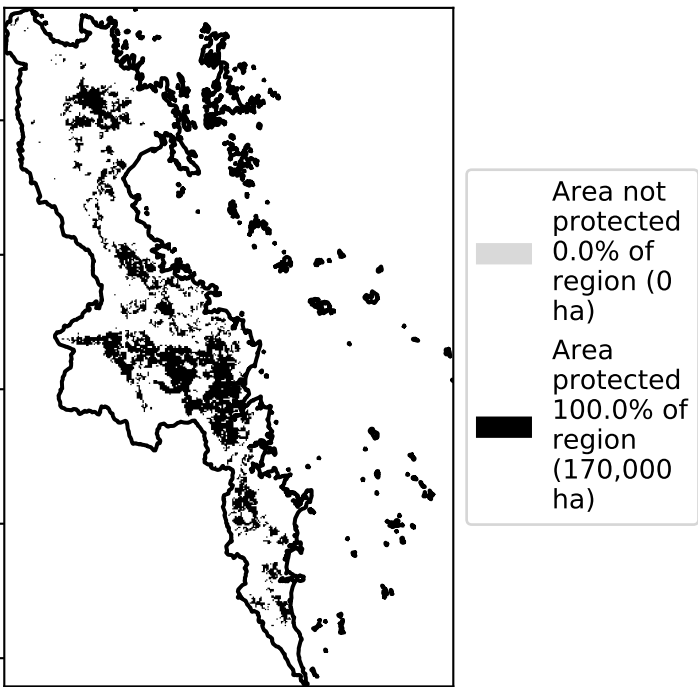 Area not
protected
0.0% of
region (0
ha)
Area
protected
100.0% of
region
(170,000
ha)